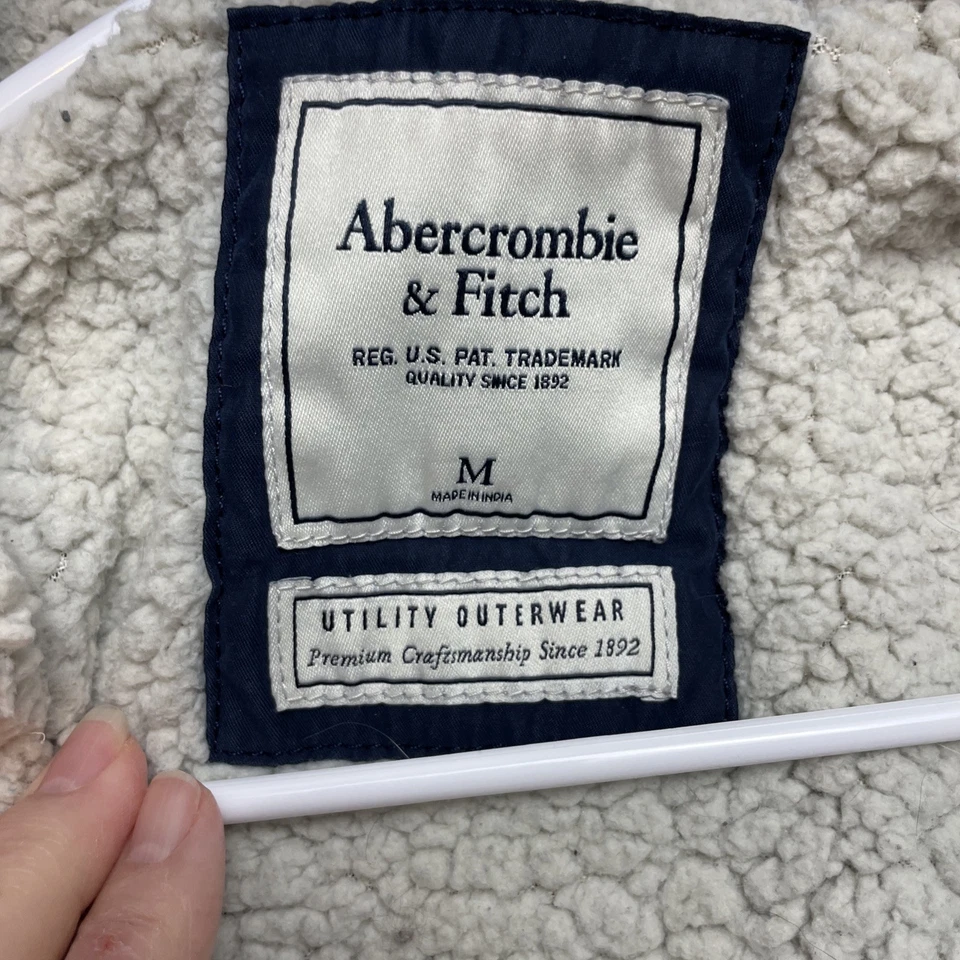 Abercrombie
& Fitch
REG. U.S. PAT. TRADEMARK
QUALITY SINCE 1892
M
MADE IN INDIA
UTILITY OUTERWEAR
Premium Craftsmanship Since 1892